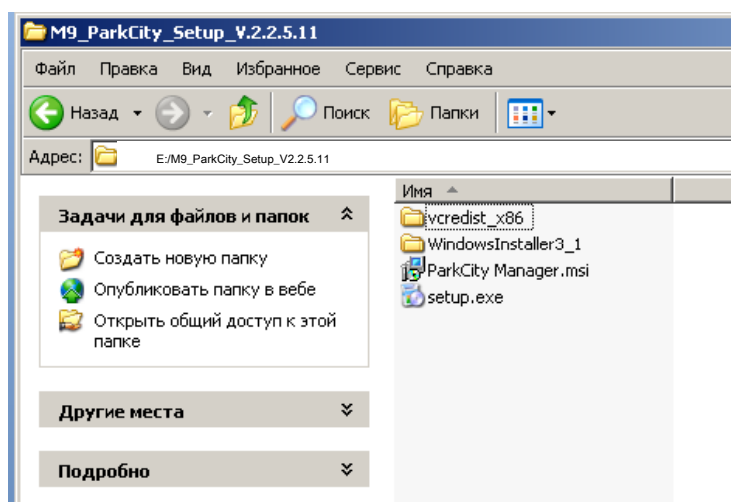 M9_ParkCity_Setup_V.2.2.5.11
Файл Правка Вид Избранное Сервис Справка
Назад Поиск Папки
Адрес: E:/M9_ParkCity_Setup_V2.2.5.11
Имя
Задачи для файлов и папок
Создать новую папку
Опубликовать папку в вебе
Открыть общий доступ к этой
папке
Другие места
Подробно
vcredist_x86
WindowsInstaller3_1
ParkCity Manager.msi
setup.exe